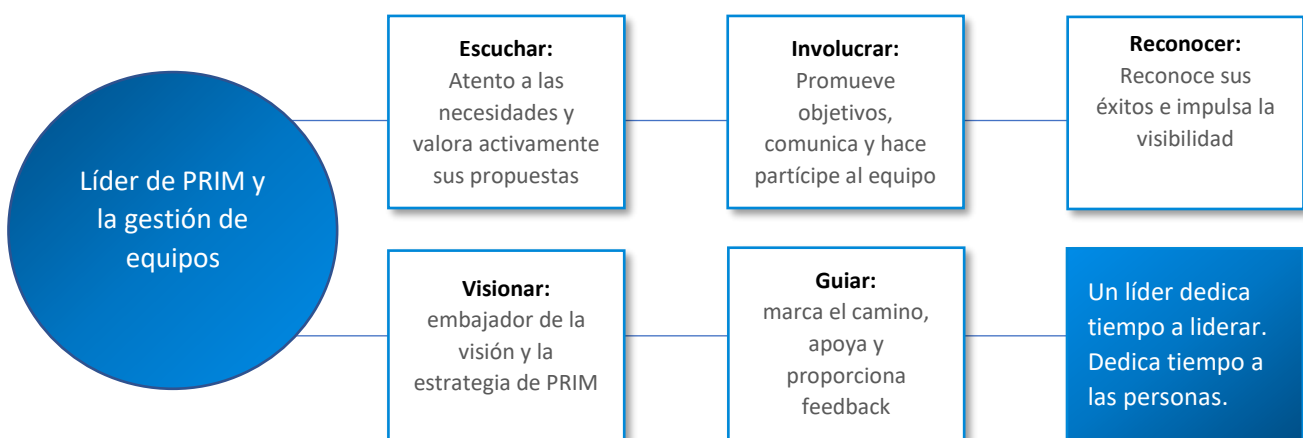 Líder de PRIM y
la gestión de
equipos
Escuchar:
Atento a las
necesidades y
valora activamente
sus propuestas
Involucrar:
Promueve
objetivos,
comunica y hace
partícipe al equipo
Reconocer:
Reconoce sus
éxitos e impulsa la
visibilidad
Visionar:
embajador de la
visión y la
estrategia de PRIM
Guiar:
marca el camino,
apoya y
proporciona
feedback
Un líder dedica
tiempo a liderar.
Dedica tiempo a
las personas.